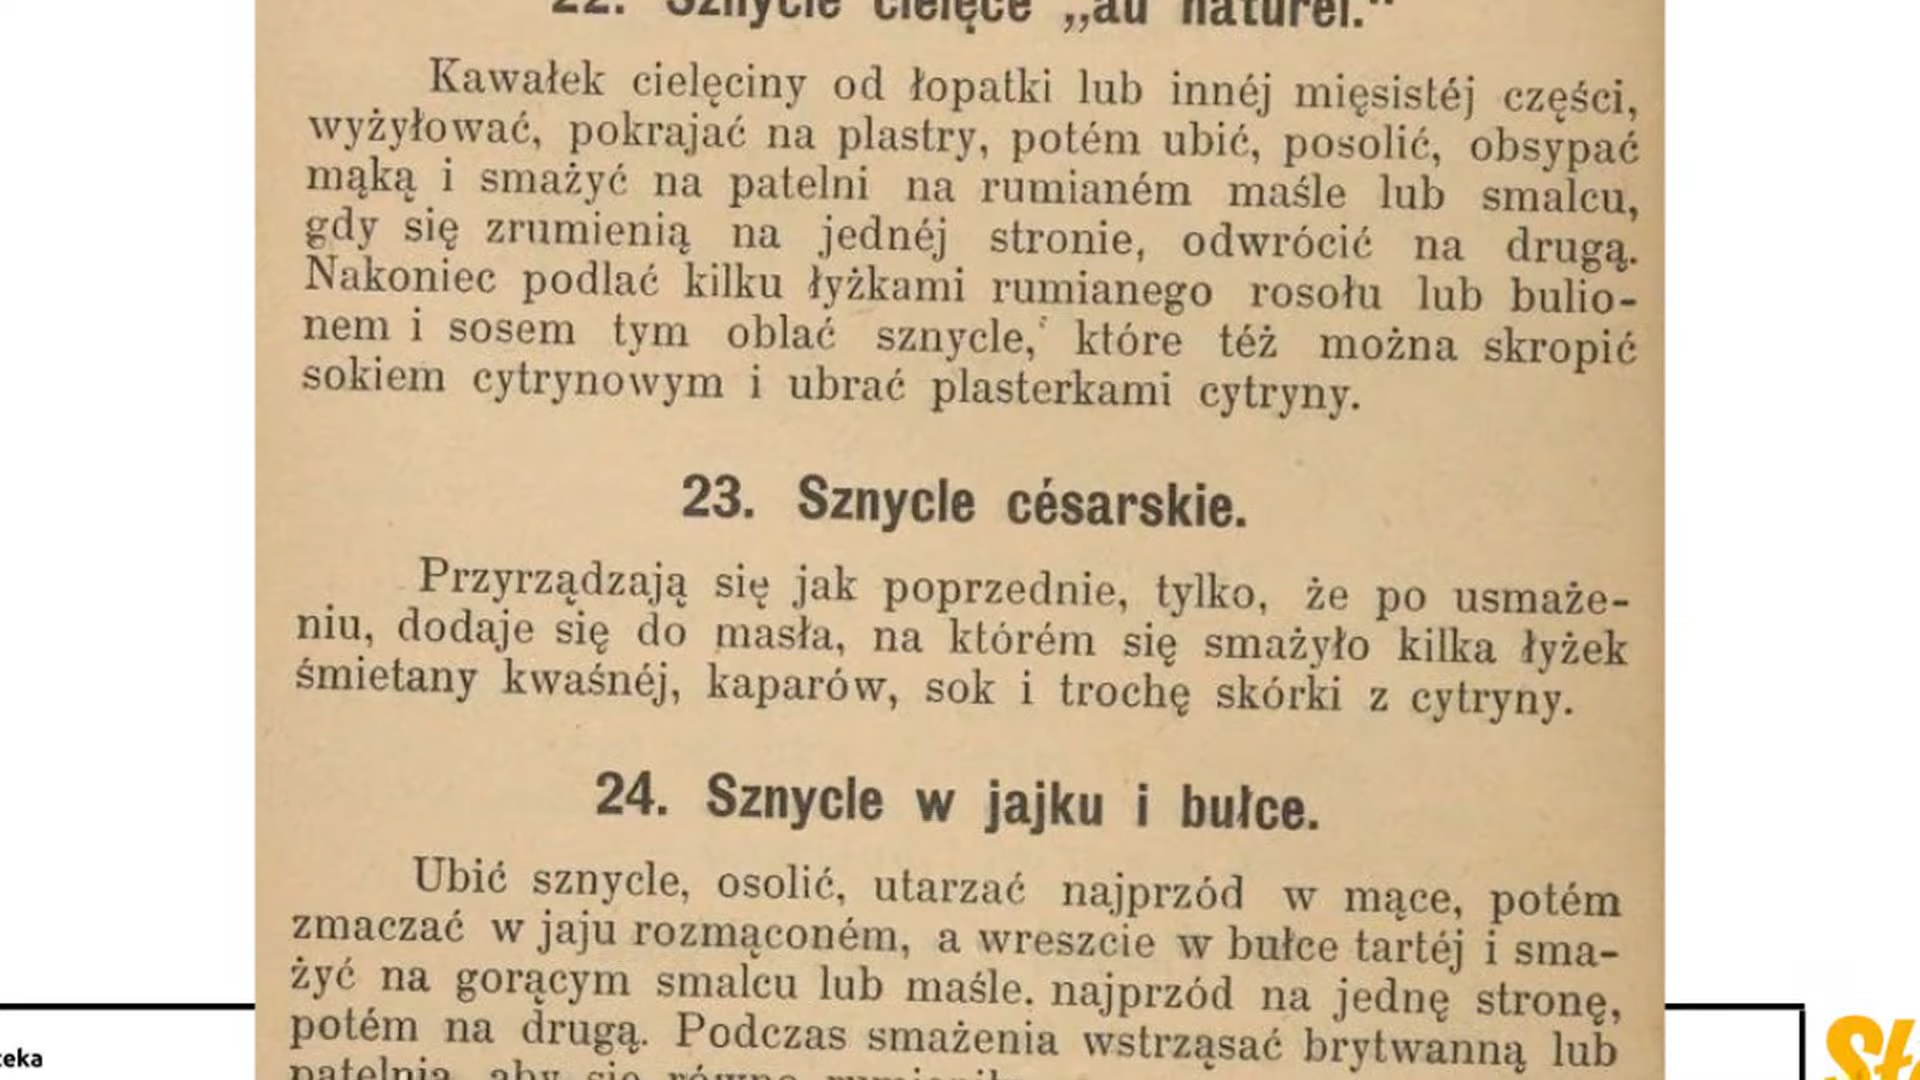 22. Sznycle cielęce „au naturel.“
Kawałek cielęciny od łopatki lub innéj mięsistéj części,
wyżyłować, pokrajać na plastry, potém ubić, posolić, obsypać
mąką i smażyć na patelni na rumianém maśle lub smalcu,
gdy się zrumienią na jednéj stronie, odwrócić na drugą.
Nakoniec podlać kilku łyżkami rumianego rosołu lub bulio-
nem i sosem tym oblać sznycle, które téż można skropić
sokiem cytrynowym i ubrać plasterkami cytryny.
23. Sznycle césarskie.
Przyrządzają się jak poprzednie, tylko, że po usmaże-
niu, dodaje się do masła, na którém się smażyło kilka łyżek
śmietany kwaśnéj, kaparów, sok i trochę skórki z cytryny.
24. Sznycle w jajku i bułce.
Ubić sznycle, osolić, utarzać najprzód w mące, potém
zmaczać w jaju rozmąconém, a wreszcie w bułce tartéj i sma-
żyć na gorącym smalcu lub maśle. najprzód na jednę stronę,
potém na drugą. Podczas smażenia wstrząsać brytwanną lub
patelnią, aby się równo